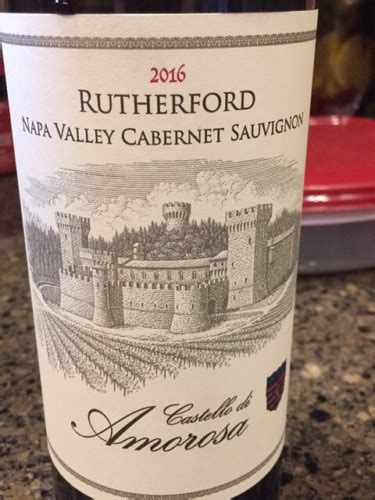 2016
RUTHERFORD
NAPA VALLEY CABERNET SAUVIGNON
Castello di
Amorosa